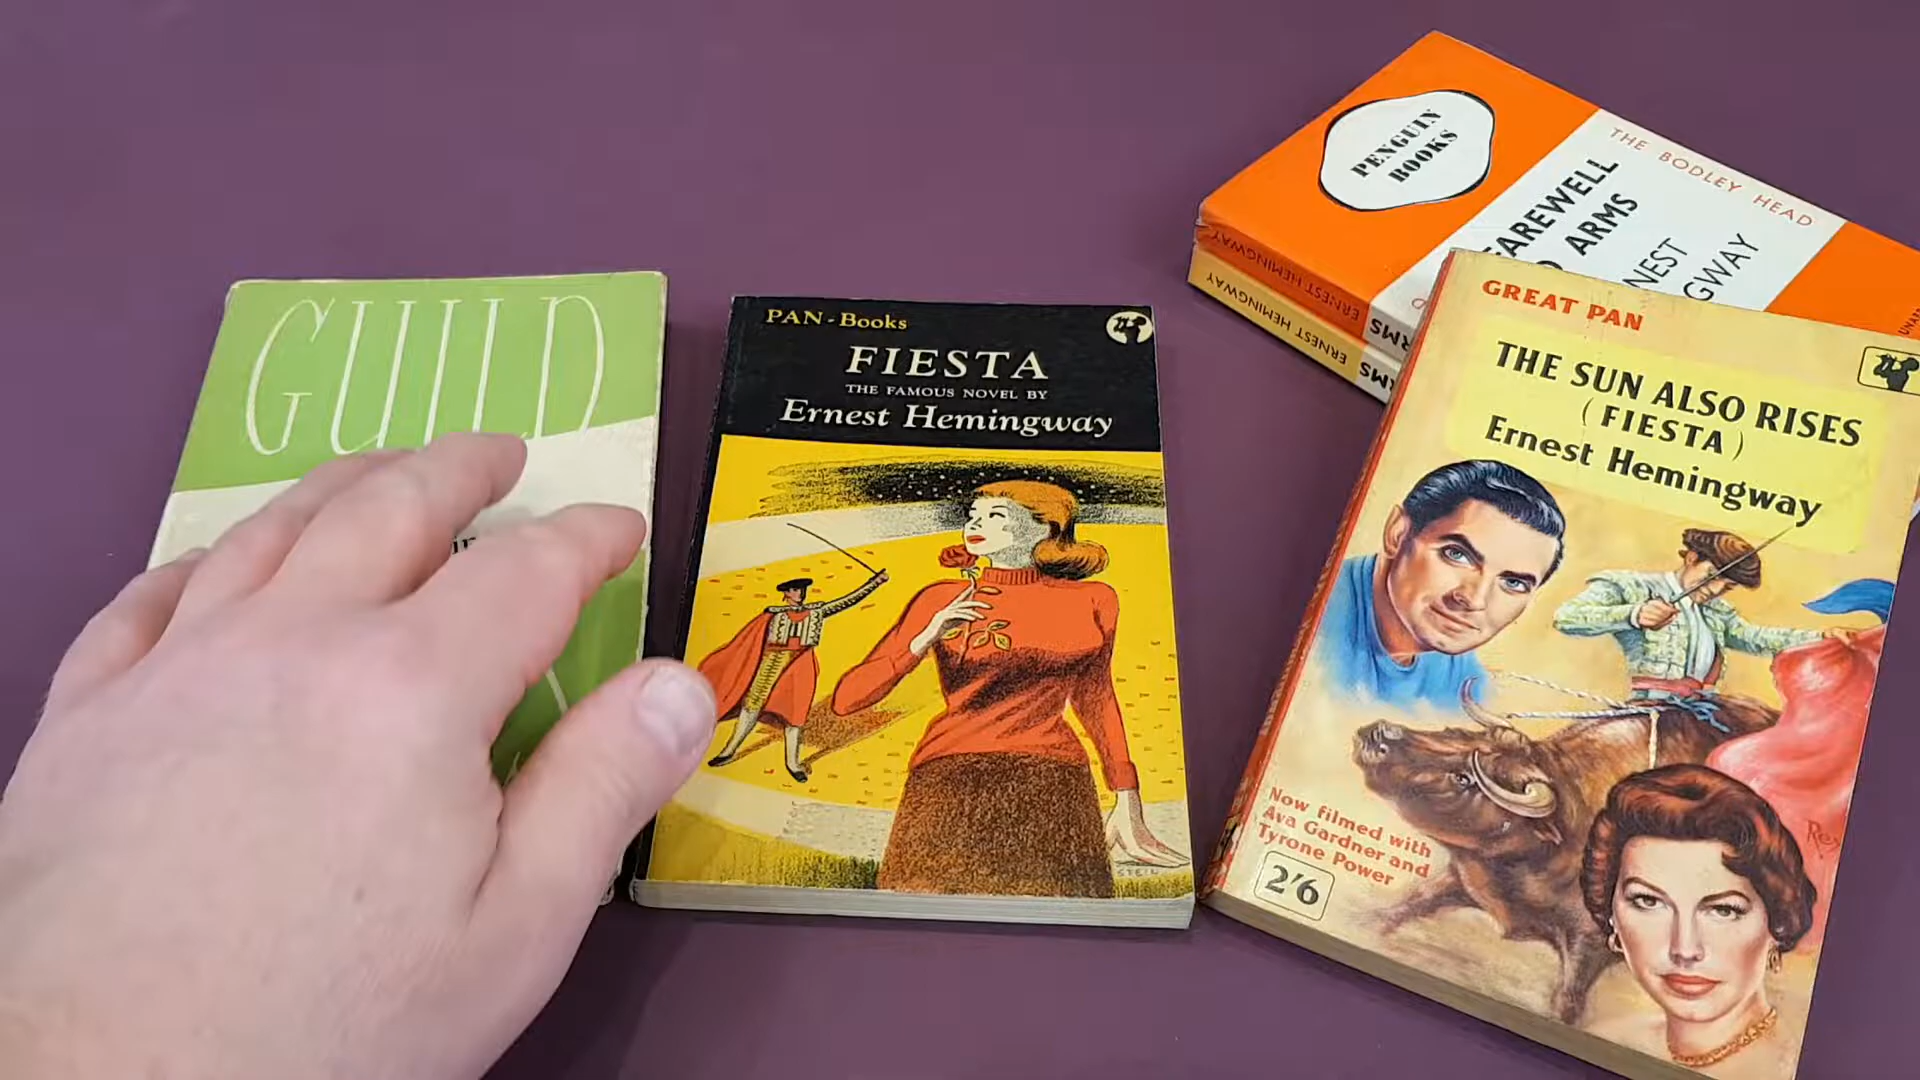 GUILD
PAN-Books
FIESTA
THE FAMOUS NOVEL BY
Ernest Hemingway
STEIN
PENGUIN
BOOKS
THE BODLEY HEAD
FAREWELL
ARMS
NEST
GWAY
ERNEST HEMINGWAY
RMS
ERNEST HEMINGWAY
RMS
GREAT PAN
THE SUN ALSO RISES
(FIESTA)
Ernest Hemingway
Now filmed with
Ava Gardner and
Tyrone Power
2'6